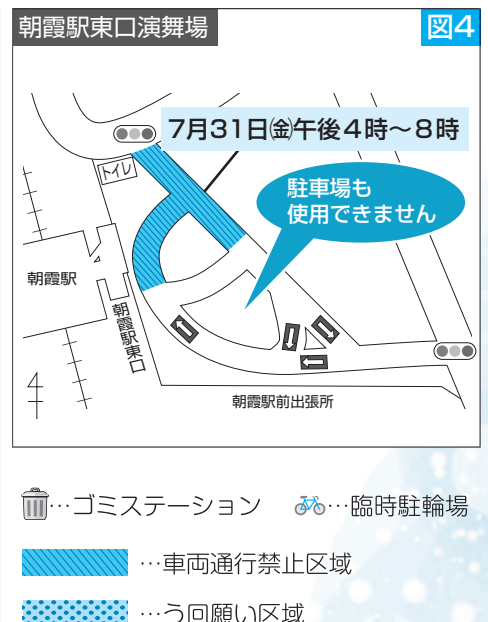 朝霞駅東口演舞場
図4
7月31日㈮午後4時～8時
トイレ
駐車場も
使用できません
朝霞駅
朝霞駅東口
朝霞駅前出張所
…ゴミステーション
…臨時駐輪場
…車両通行禁止区域
…う回願い区域